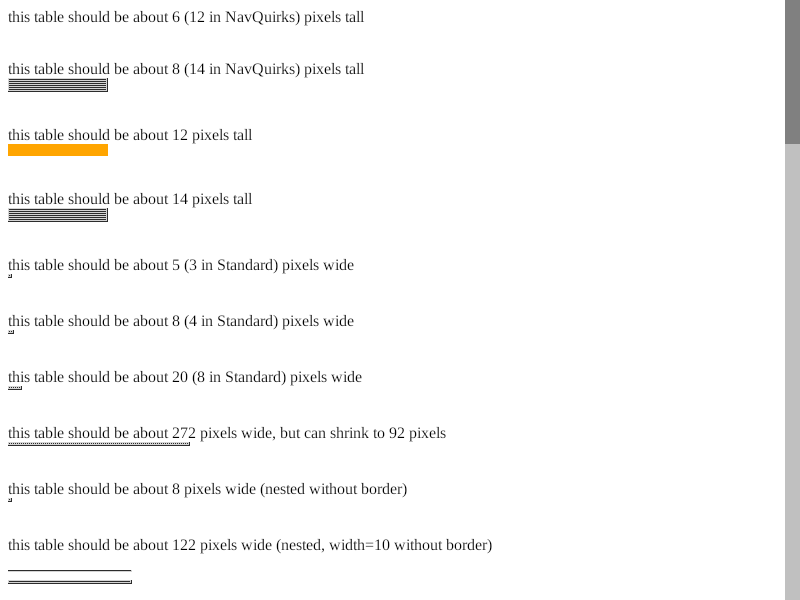 this table should be about 6 (12 in NavQuirks) pixels tall
this table should be about 8 (14 in NavQuirks) pixels tall
this table should be about 12 pixels tall
this table should be about 14 pixels tall
this table should be about 5 (3 in Standard) pixels wide
this table should be about 8 (4 in Standard) pixels wide
this table should be about 20 (8 in Standard) pixels wide
this table should be about 272 pixels wide, but can shrink to 92 pixels
this table should be about 8 pixels wide (nested without border)
this table should be about 122 pixels wide (nested, width=10 without border)